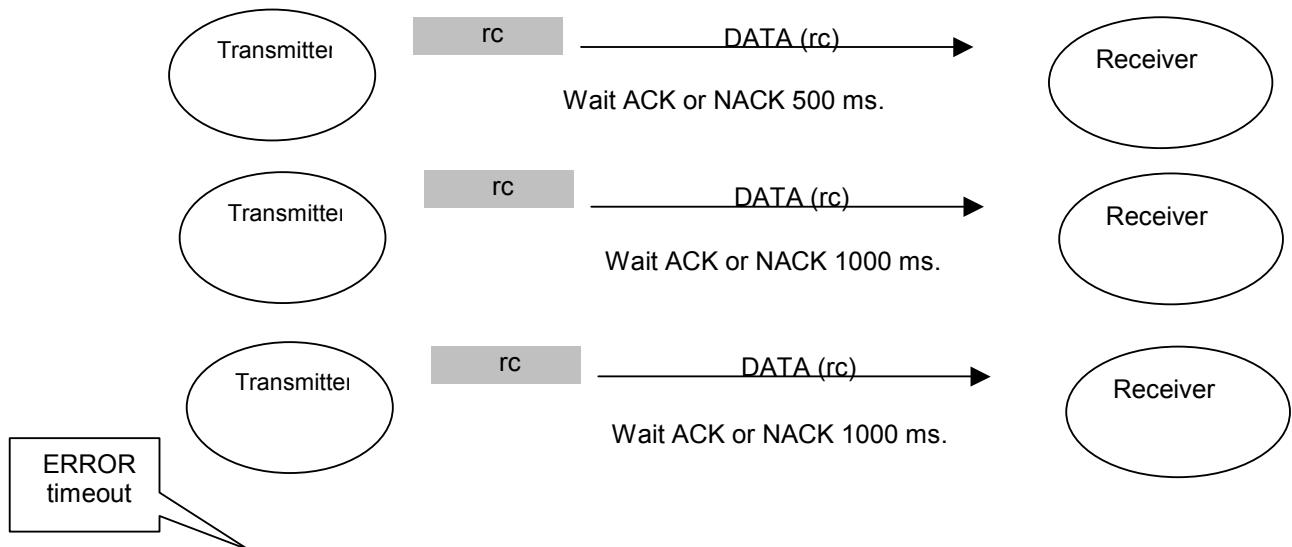 Transmitter
rc
DATA (rc)
Receiver
Wait ACK or NACK 500 ms.
Transmitter
rc
DATA (rc)
Receiver
Wait ACK or NACK 1000 ms.
Transmitter
rc
DATA (rc)
Receiver
Wait ACK or NACK 1000 ms.
ERROR
timeout